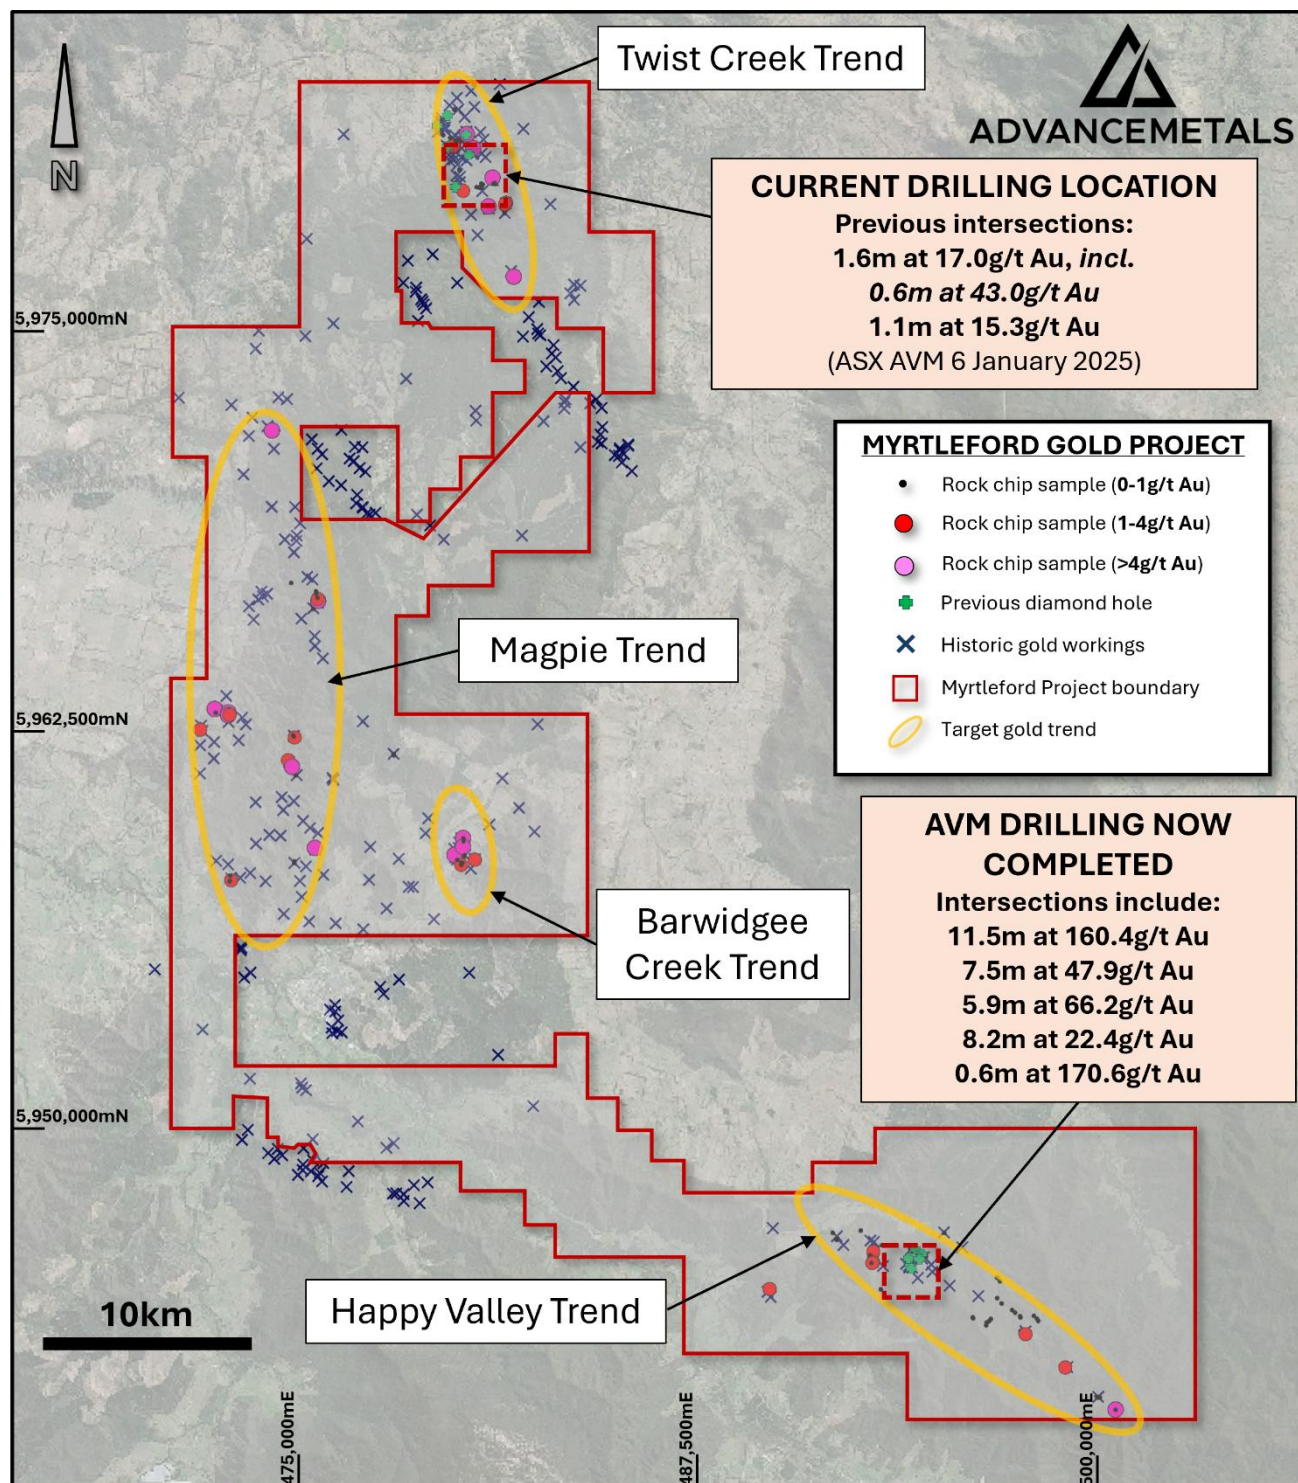 Twist Creek Trend
N
ADVANCEMETALS
CURRENT DRILLING LOCATION
Previous intersections:
1.6m at 17.0g/t Au, incl.
0.6m at 43.0g/t Au
1.1m at 15.3g/t Au
(ASX AVM 6 January 2025)
5,975,000mN
MYRTLEFORD GOLD PROJECT
Rock chip sample (0-1g/t Au)
Rock chip sample (1-4g/t Au)
Rock chip sample (>4g/t Au)
Previous diamond hole
Historic gold workings
Myrtleford Project boundary
Target gold trend
Magpie Trend
5,962,500mN
AVM DRILLING NOW
COMPLETED
Intersections include:
11.5m at 160.4g/t Au
7.5m at 47.9g/t Au
5.9m at 66.2g/t Au
8.2m at 22.4g/t Au
0.6m at 170.6g/t Au
Barwidgee
Creek Trend
5,950,000mN
Happy Valley Trend
10km
475,000mE
487,500mE
500,000mE